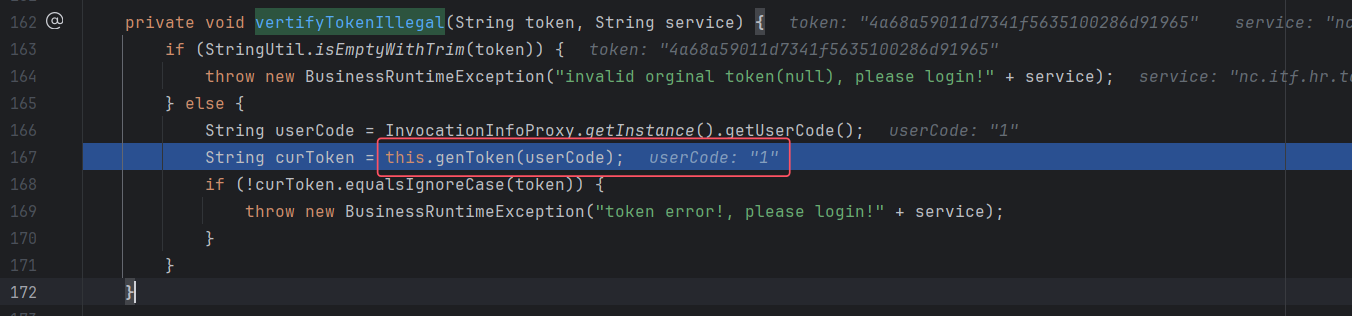 162 @ private void vertifyTokenIllegal(String token, String service) { token: "4a68a59011d7341f5635100286d91965" service: "nc
163 if (StringUtil.isEmptyWithTrim(token)) { token: "4a68a59011d7341f5635100286d91965"
164 throw new BusinessRuntimeException("invalid orginal token(null), please login!" + service); service: "nc.itf.hr.to
165 } else {
166 String userCode = InvocationInfoProxy.getInstance().getUserCode(); userCode: "1"
167 String curToken = this.genToken(userCode); userCode: "1"
168 if (!curToken.equalsIgnoreCase(token)) {
169 throw new BusinessRuntimeException("token error!, please login!" + service);
170 }
171 }
172 }